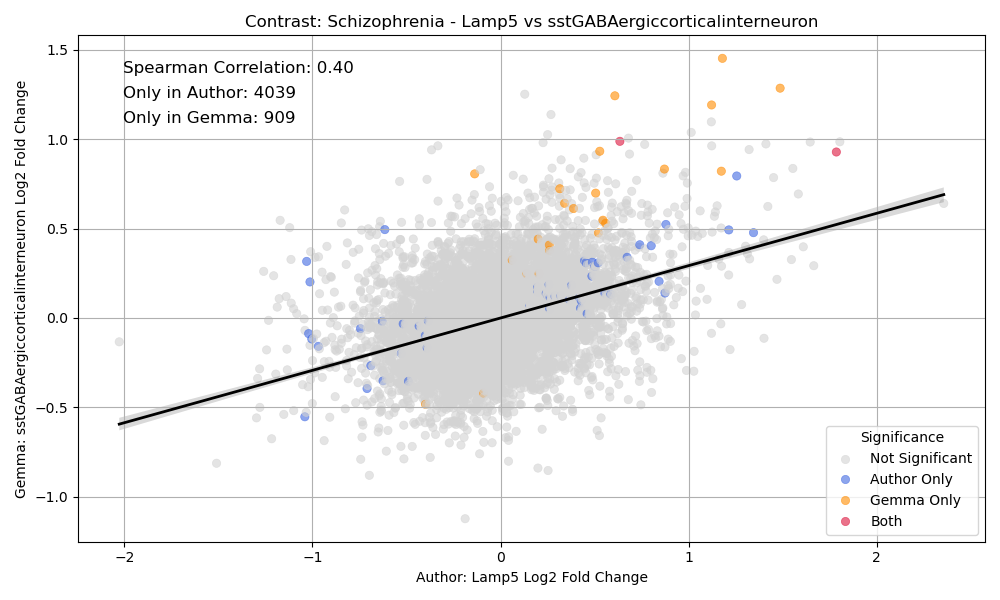 Contrast: Schizophrenia - Lamp5 vs sstGABAergiccorticalinterneuron
Spearman Correlation: 0.40
Only in Author: 4039
Only in Gemma: 909
Gemma: sstGABAergiccorticalinterneuron Log2 Fold Change
1.5
1.0
0.5
0.0
−0.5
−1.0
Significance
Not Significant
Author Only
Gemma Only
Both
−2
−1
0
1
2
Author: Lamp5 Log2 Fold Change